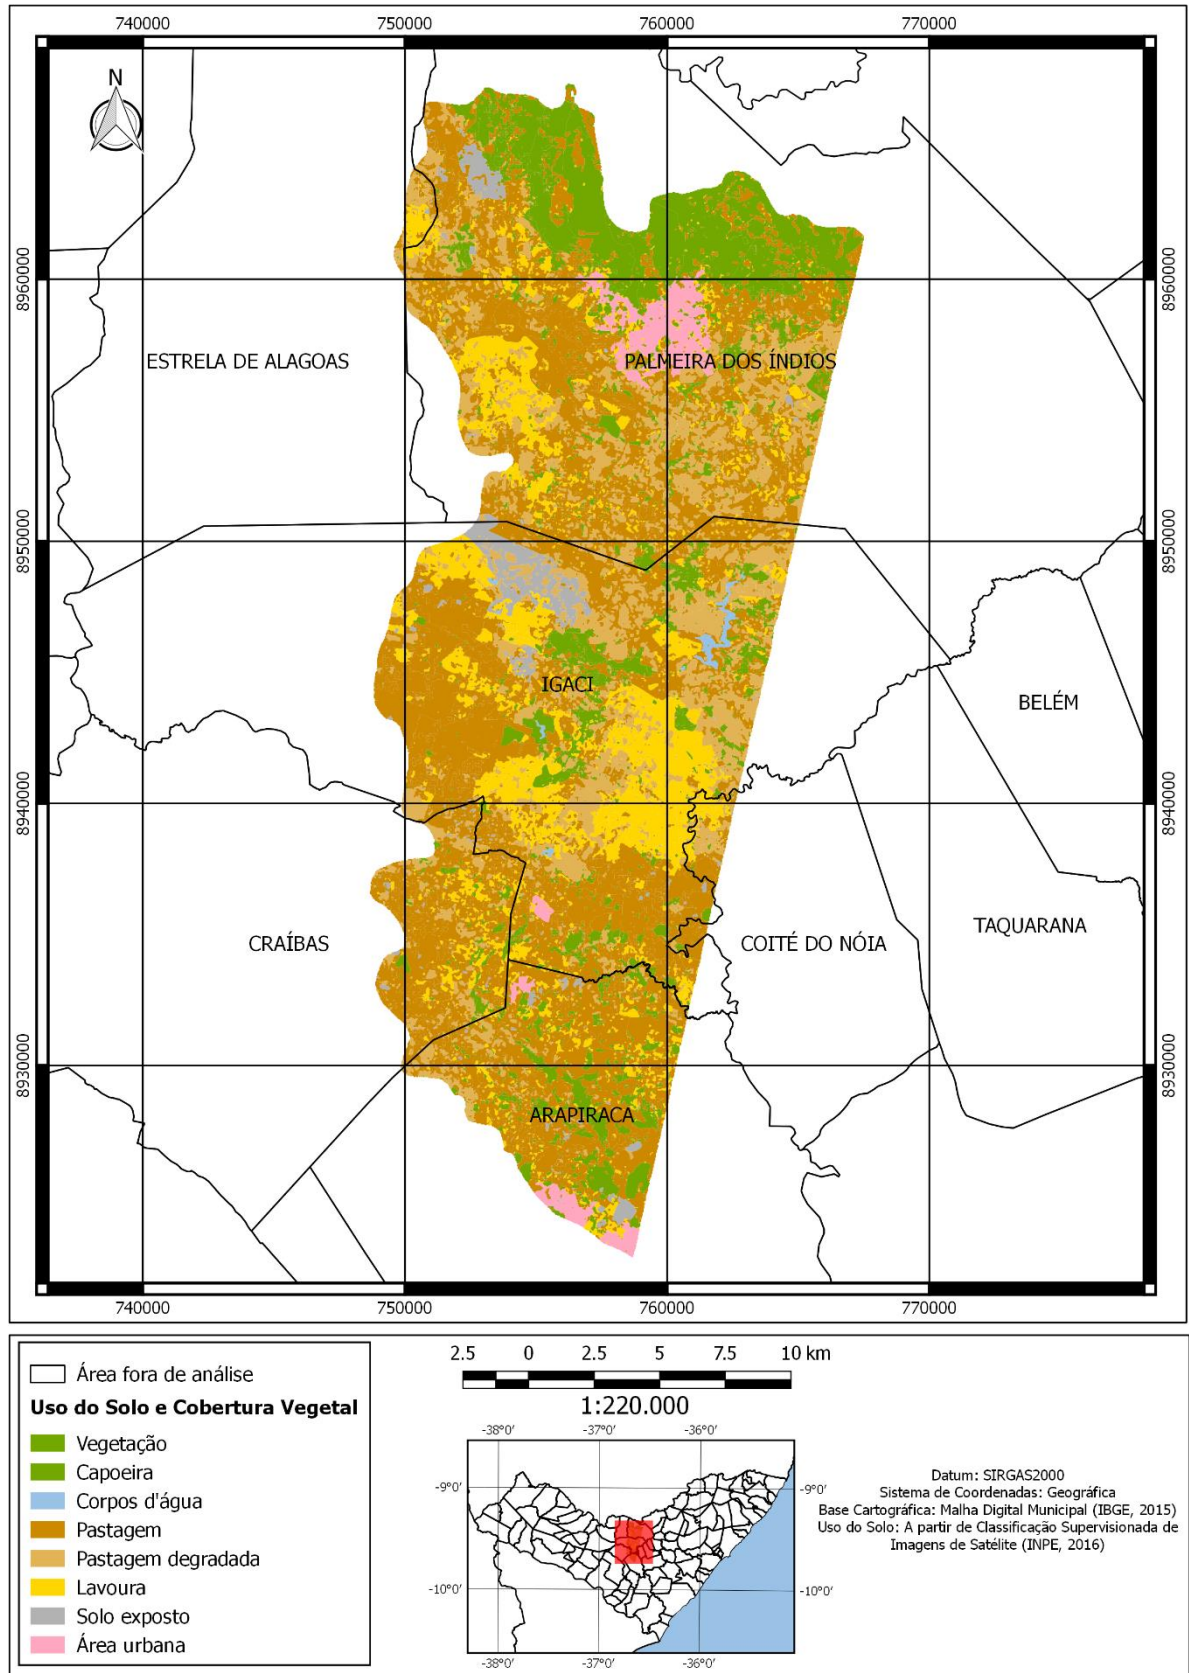 740000
750000
760000
770000
N
8960000
8960000
ESTRELA DE ALAGOAS
PALMEIRA DOS ÍNDIOS
8950000
8950000
IGACI
BELÉM
8940000
8940000
CRAÍBAS
COITÉ DO NÓIA
TAQUARANA
8930000
8930000
ARAPIRACA
740000
750000
760000
770000
Área fora de análise
Uso do Solo e Cobertura Vegetal
Vegetação
Capoeira
Corpos d'água
Pastagem
Pastagem degradada
Lavoura
Solo exposto
Área urbana
2.5 0 2.5 5 7.5 10 km
1:220.000
-38°0' -37°0' -36°0'
-9°0' -9°0'
-10°0' -10°0'
-38°0' -37°0' -36°0'
Datum: SIRGAS2000
Sistema de Coordenadas: Geográfica
Base Cartográfica: Malha Digital Municipal (IBGE, 2015)
Uso do Solo: A partir de Classificação Supervisionada de
Imagens de Satélite (INPE, 2016)